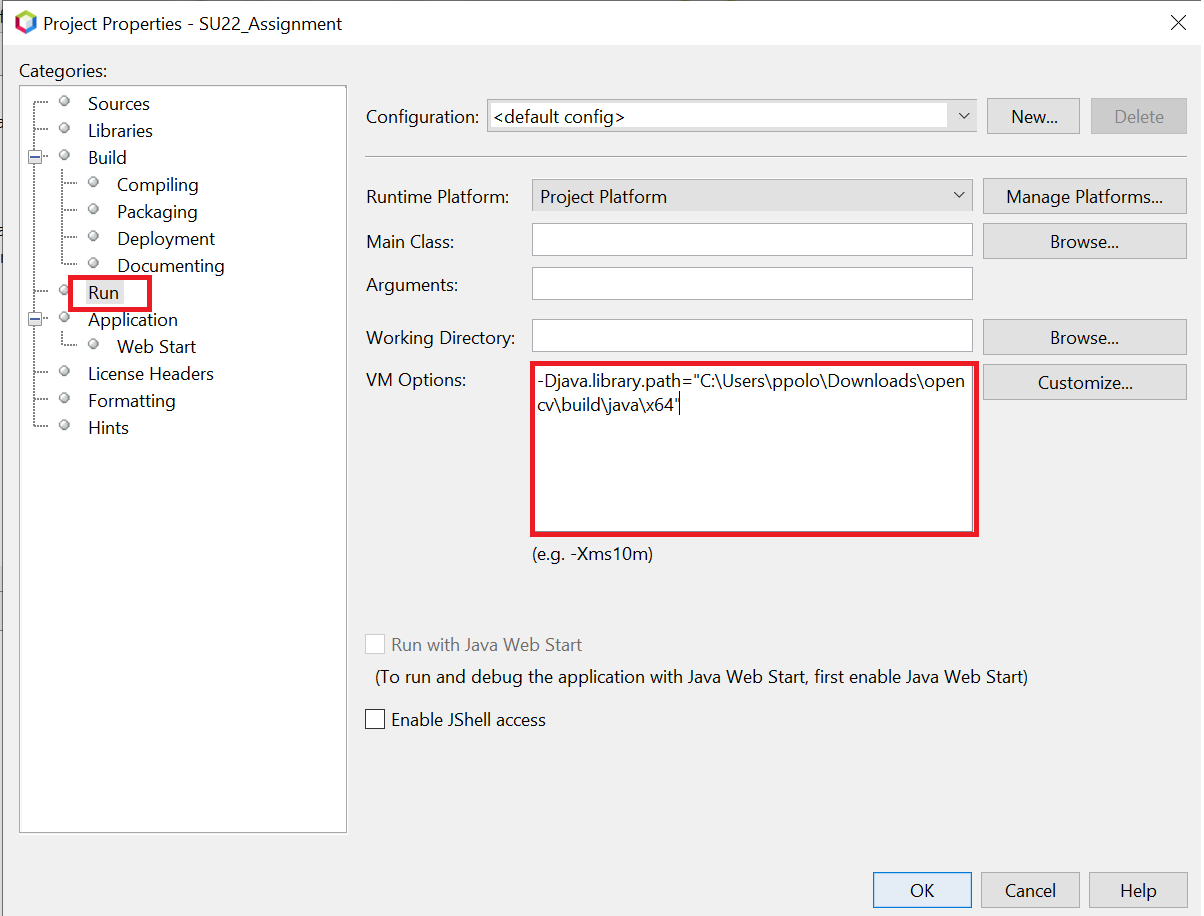 Project Properties - SU22_Assignment
Categories:
Sources
Libraries
Build
Compiling
Packaging
Deployment
Documenting
Run
Application
Web Start
License Headers
Formatting
Hints
Configuration: <default config> New... Delete
Runtime Platform: Project Platform Manage Platforms...
Main Class: Browse...
Arguments:
Working Directory: Browse...
VM Options: -Djava.library.path="C:\Users\ppolo\Downloads\open Customize...
cv\build\java\x64"
(e.g. -Xms10m)
Run with Java Web Start
(To run and debug the application with Java Web Start, first enable Java Web Start)
Enable JShell access
OK Cancel Help